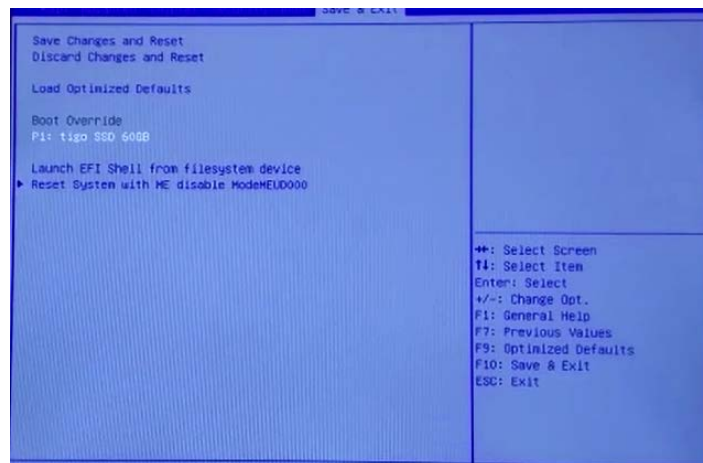 Save & Exit
Save Changes and Reset
Discard Changes and Reset
Load Optimized Defaults
Boot Override
P1: tigo SSD 60GB
Launch EFI Shell from filesystem device
Reset System with ME disable ModeMEUD000
↔: Select Screen
↑↓: Select Item
Enter: Select
+/-: Change Opt.
F1: General Help
F7: Previous Values
F9: Optimized Defaults
F10: Save & Exit
ESC: Exit